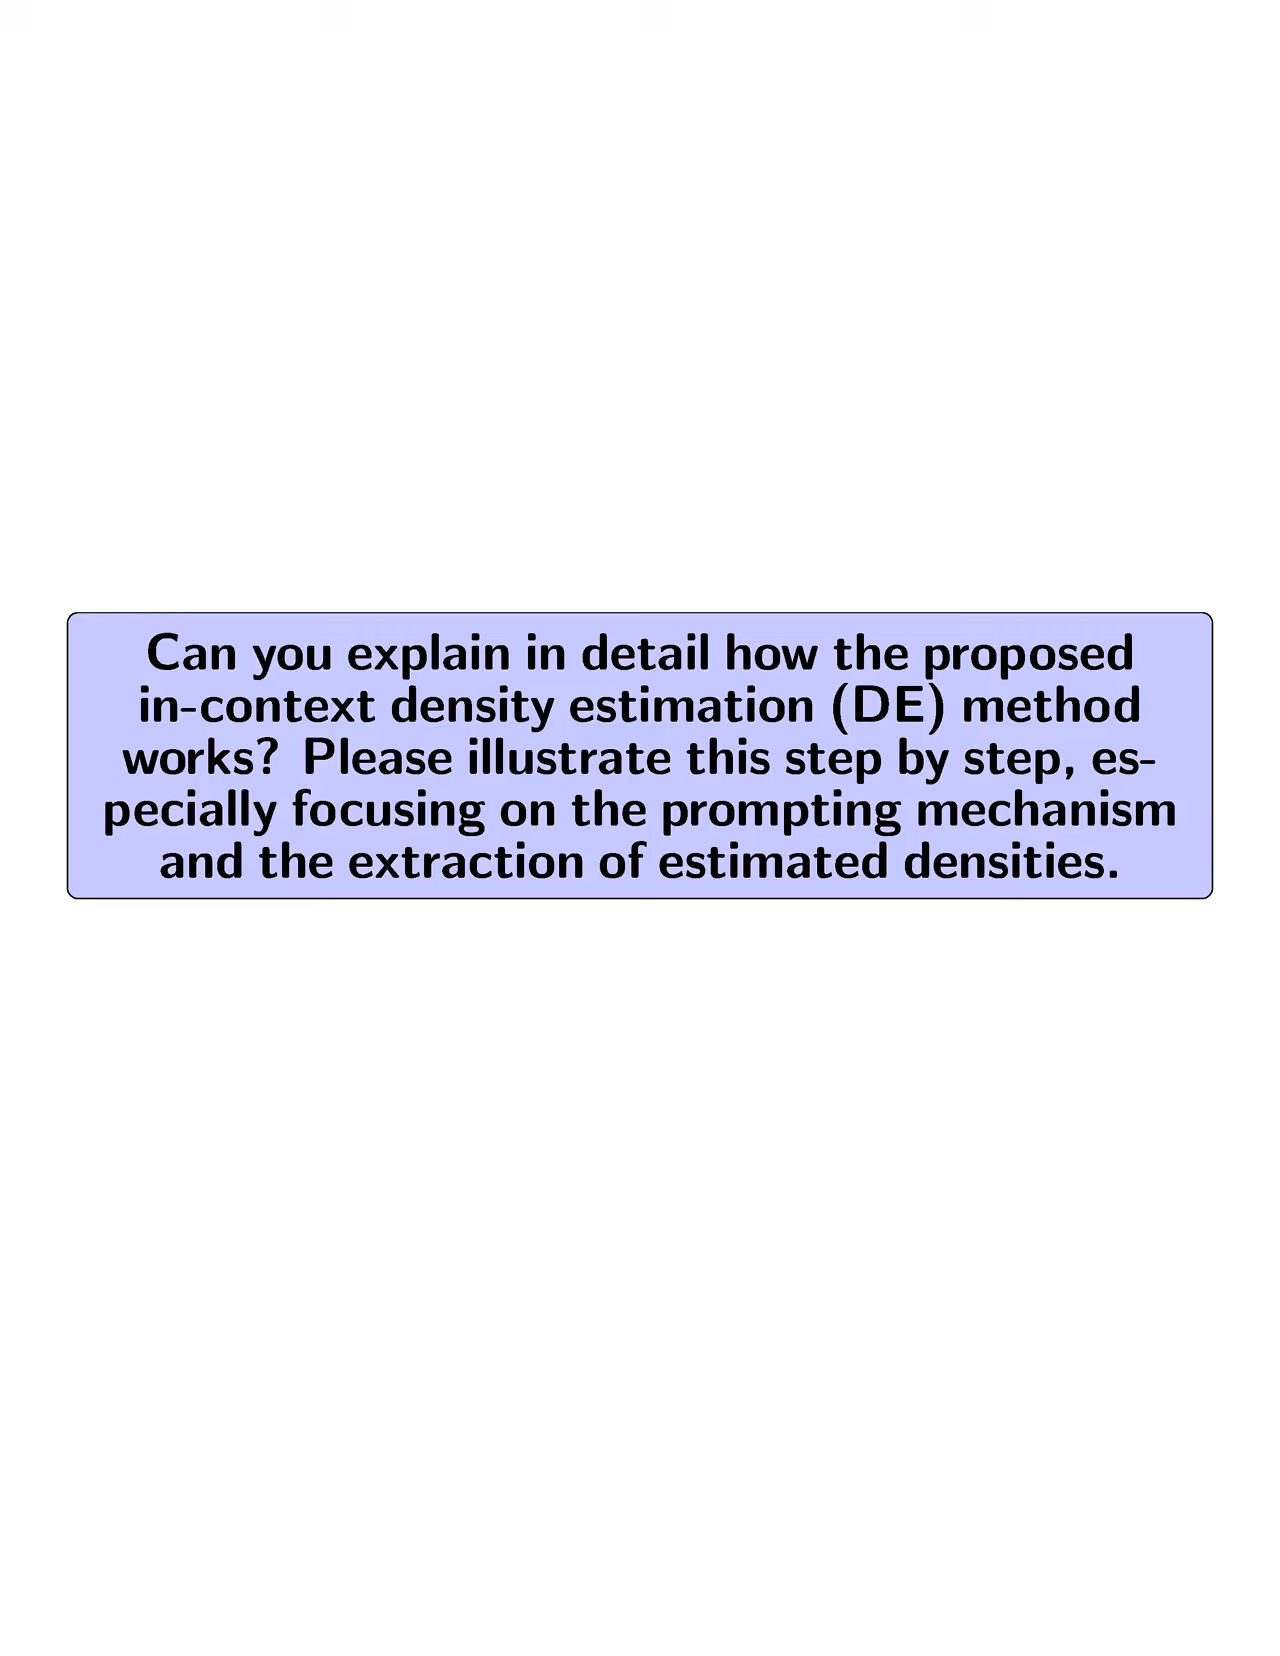 Can you explain in detail how the proposed
in-context density estimation (DE) method
works? Please illustrate this step by step, es-
pecially focusing on the prompting mechanism
and the extraction of estimated densities.